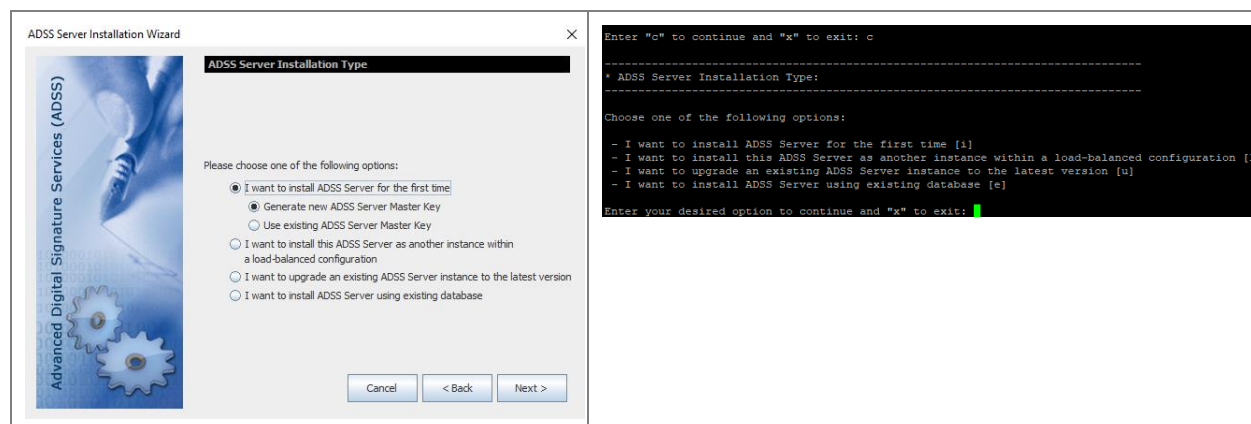 ADSS Server Installation Wizard
Advanced Digital Signature Services (ADSS)
ADSS Server Installation Type
Please choose one of the following options:
I want to install ADSS Server for the first time
Generate new ADSS Server Master Key
Use existing ADSS Server Master Key
I want to install this ADSS Server as another instance within
a load-balanced configuration
I want to upgrade an existing ADSS Server instance to the latest version
I want to install ADSS Server using existing database
Cancel
< Back
Next >
Enter "c" to continue and "x" to exit: c
--------------------------------------------------------------------------------
* ADSS Server Installation Type:
--------------------------------------------------------------------------------
Choose one of the following options:
- I want to install ADSS Server for the first time [i]
- I want to install this ADSS Server as another instance within a load-balanced configuration [
- I want to upgrade an existing ADSS Server instance to the latest version [u]
- I want to install ADSS Server using existing database [e]
Enter your desired option to continue and "x" to exit: